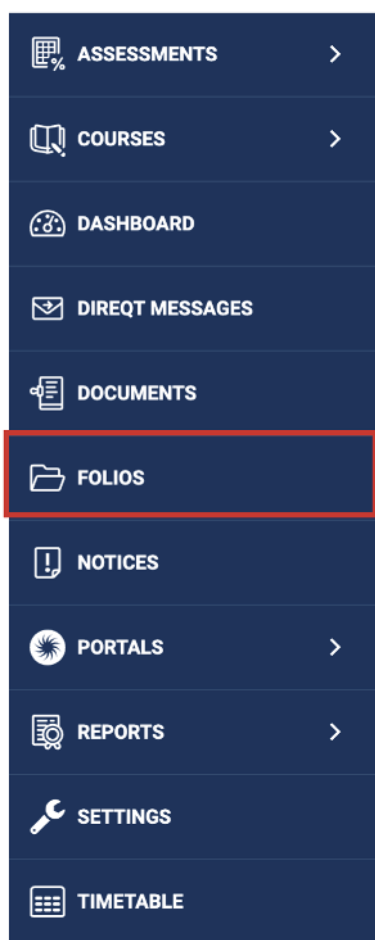 ASSESSMENTS
COURSES
DASHBOARD
DIREQT MESSAGES
DOCUMENTS
FOLIOS
NOTICES
PORTALS
REPORTS
SETTINGS
TIMETABLE